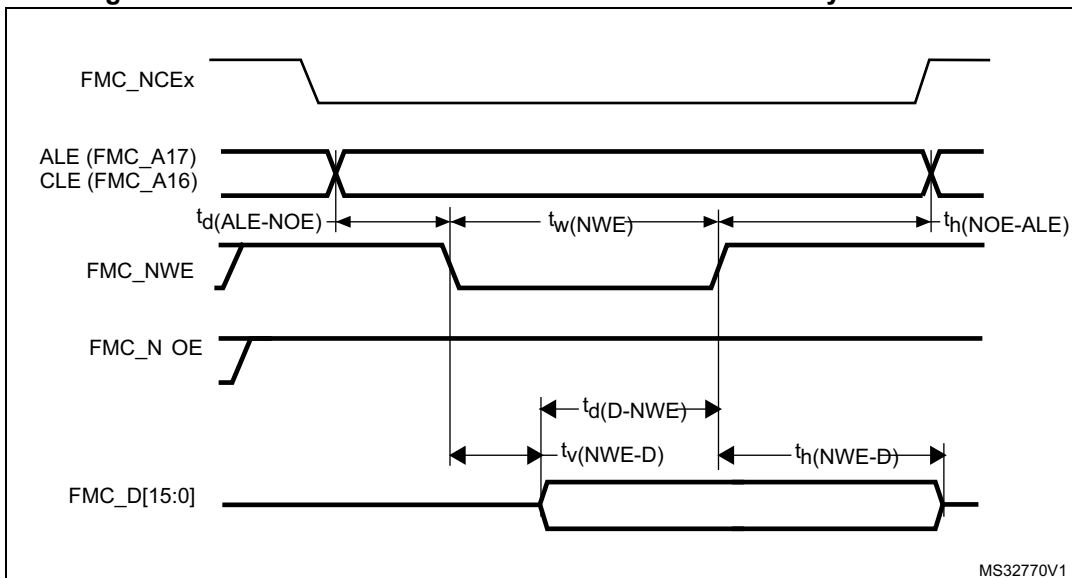 FMC_NCEx
ALE (FMC_A17)
CLE (FMC_A16)
td(ALE-NOE) tw(NWE) th(NOE-ALE)
FMC_NWE
FMC_N OE
td(D-NWE)
tv(NWE-D) th(NWE-D)
FMC_D[15:0]
MS32770V1